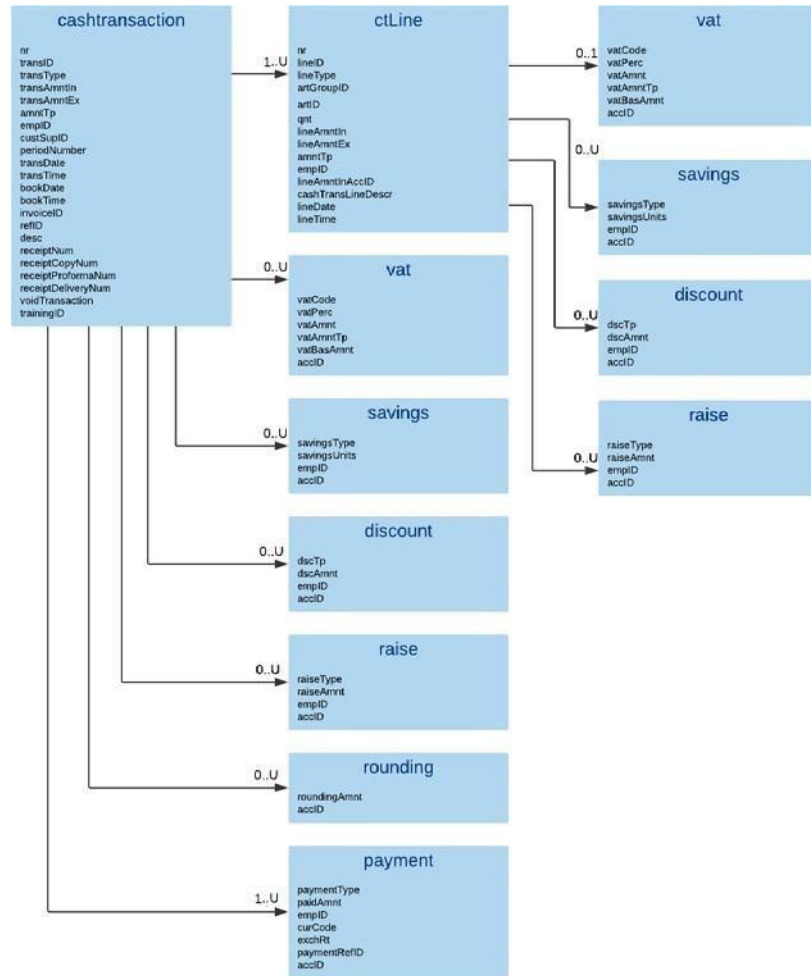 cashtransaction
nr
transID
transType
transAmntIn
transAmntEx
amntTp
empID
custSupID
periodNumber
transDate
transTime
bookDate
bookTime
invoiceID
refID
desc
receiptNum
receiptCopyNum
receiptProformaNum
receiptDeliveryNum
voidTransaction
trainingID
1..U
ctLine
nr
lineID
lineType
artGroupID
artID
qnt
lineAmntIn
lineAmntEx
amntTp
empID
lineAmntInAccID
cashTransLineDescr
lineDate
lineTime
0..1
vat
vatCode
vatPerc
vatAmnt
vatAmntTp
vatBasAmnt
accID
0..U
savings
savingsType
savingsUnits
empID
accID
0..U
discount
dscTp
dscAmnt
empID
accID
0..U
raise
raiseType
raiseAmnt
empID
accID
0..U
vat
vatCode
vatPerc
vatAmnt
vatAmntTp
vatBasAmnt
accID
0..U
savings
savingsType
savingsUnits
empID
accID
0..U
discount
dscTp
dscAmnt
empID
accID
0..U
raise
raiseType
raiseAmnt
empID
accID
0..U
rounding
roundingAmnt
accID
1..U
payment
paymentType
paidAmnt
empID
curCode
exchRt
paymentRefID
accID